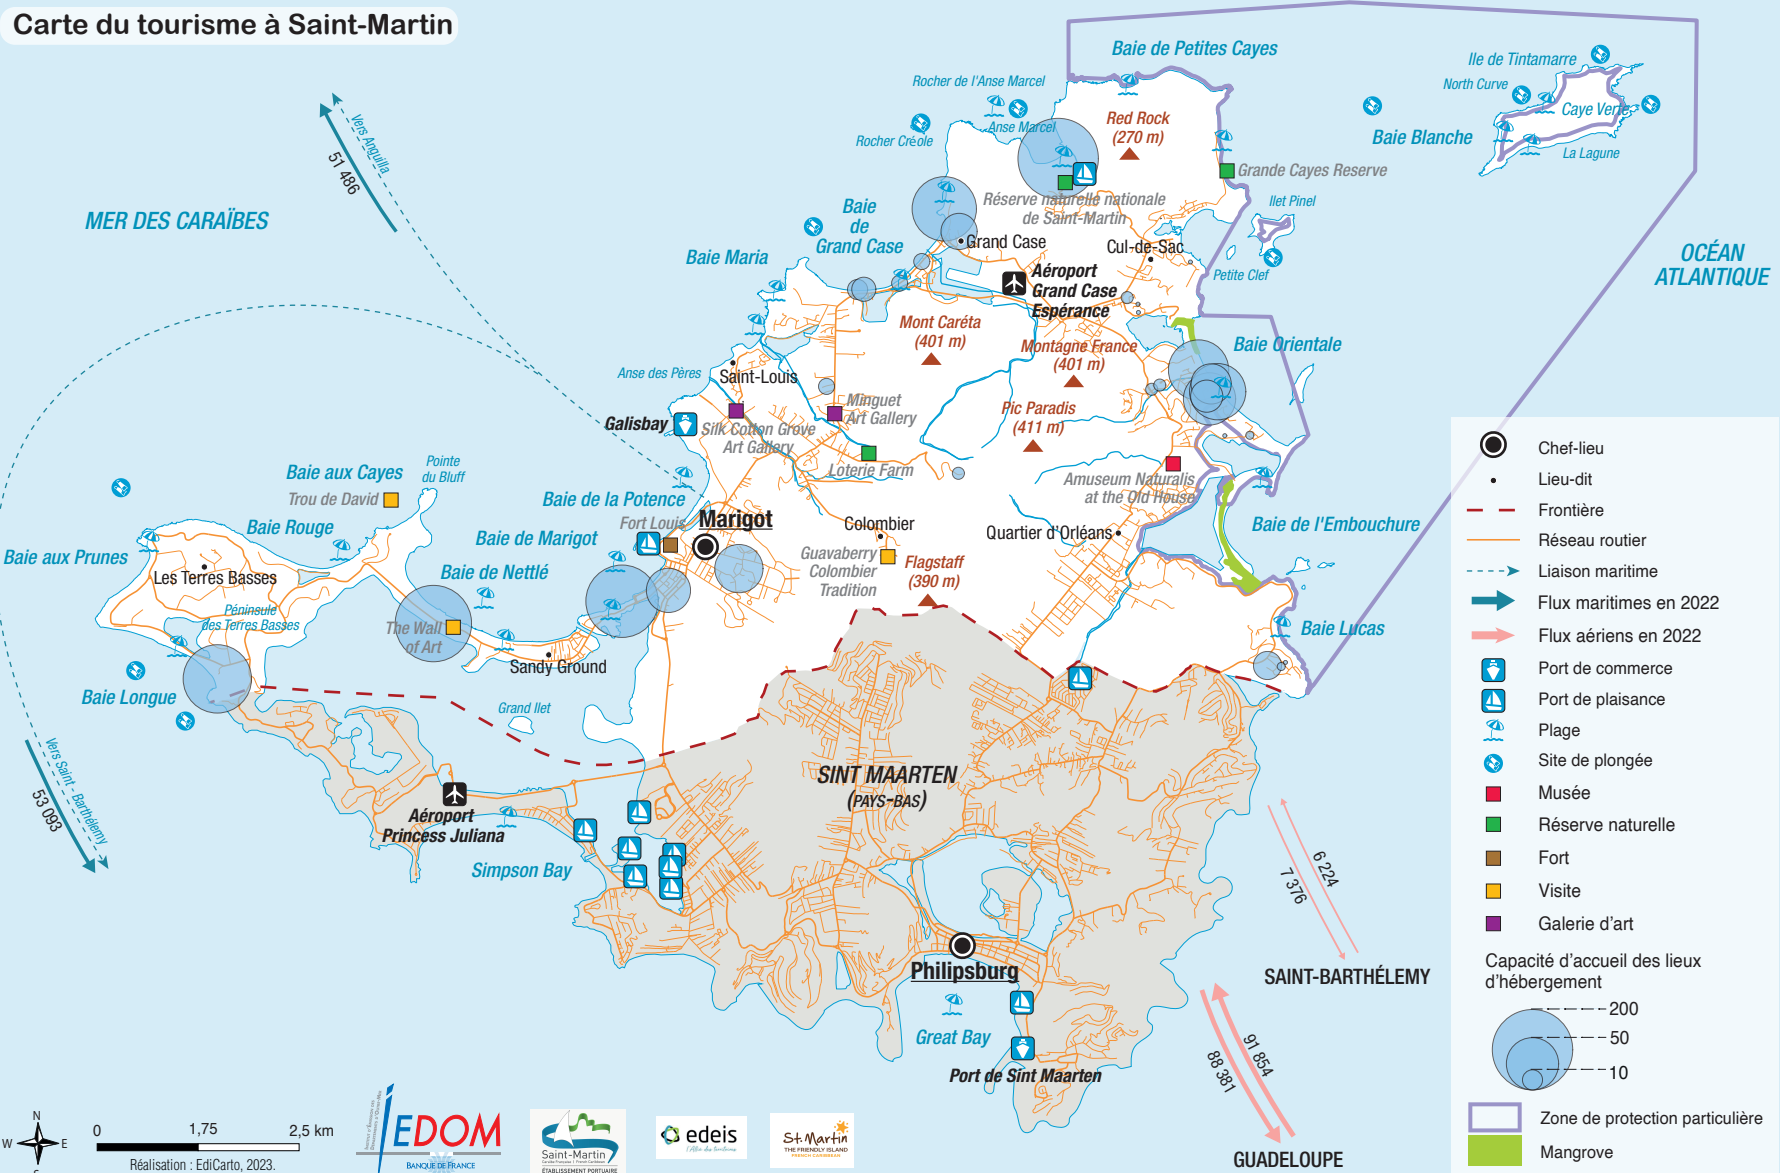 Carte du tourisme à Saint-Martin
Baie de Petites Cayes
Ile de Tintamarre
North Curve
Caye Verte
Baie Blanche
La Lagune
Rocher de l'Anse Marcel
Anse Marcel
Rocher Créole
Red Rock
(270 m)
Grande Cayes Reserve
Réserve naturelle nationale
de Saint-Martin
Ilet Pinel
Petite Clef
Vers Anguilla
51 486
MER DES CARAÏBES
OCÉAN
ATLANTIQUE
Baie
de
Grand Case
Grand Case
Cul-de-Sac
Baie Maria
Aéroport
Grand Case
Espérance
Mont Caréta
(401 m)
Montagne France
(401 m)
Baie Orientale
Anse des Pères
Saint-Louis
Minguet
Art Gallery
Pic Paradis
(411 m)
Galisbay
Silk Cotton Grove
Art Gallery
Loterie Farm
Amuseum Naturalis
at the Old House
Baie aux Cayes
Pointe
du Bluff
Trou de David
Baie de la Potence
Fort Louis
Marigot
Colombier
Quartier d'Orléans
Baie de l'Embouchure
Baie Rouge
Baie de Marigot
Baie aux Prunes
Les Terres Basses
Baie de Nettlé
Guavaberry
Colombier
Tradition
Flagstaff
(390 m)
Péninsule
des Terres Basses
The Wall
of Art
Sandy Ground
Baie Lucas
Baie Longue
Grand Ilet
Vers Saint - Barthélemy
53 093
SINT MAARTEN
(PAYS-BAS)
Aéroport
Princess Juliana
Simpson Bay
6 224
7 376
SAINT-BARTHÉLEMY
Philipsburg
Great Bay
Port de Sint Maarten
91 854
88 381
GUADELOUPE
Chef-lieu
Lieu-dit
Frontière
Réseau routier
Liaison maritime
Flux maritimes en 2022
Flux aériens en 2022
Port de commerce
Port de plaisance
Plage
Site de plongée
Musée
Réserve naturelle
Fort
Visite
Galerie d'art
Capacité d'accueil des lieux
d'hébergement
200
50
10
Zone de protection particulière
Mangrove
N
W E
S
0 1,75 2,5 km
Réalisation : EdiCarto, 2023.
IEDOM
BANQUE DE FRANCE
Saint-Martin
ÉTABLISSEMENT PORTUAIRE
edeis
St Martin
THE FRIENDLY ISLAND
FRENCH CARIBBEAN